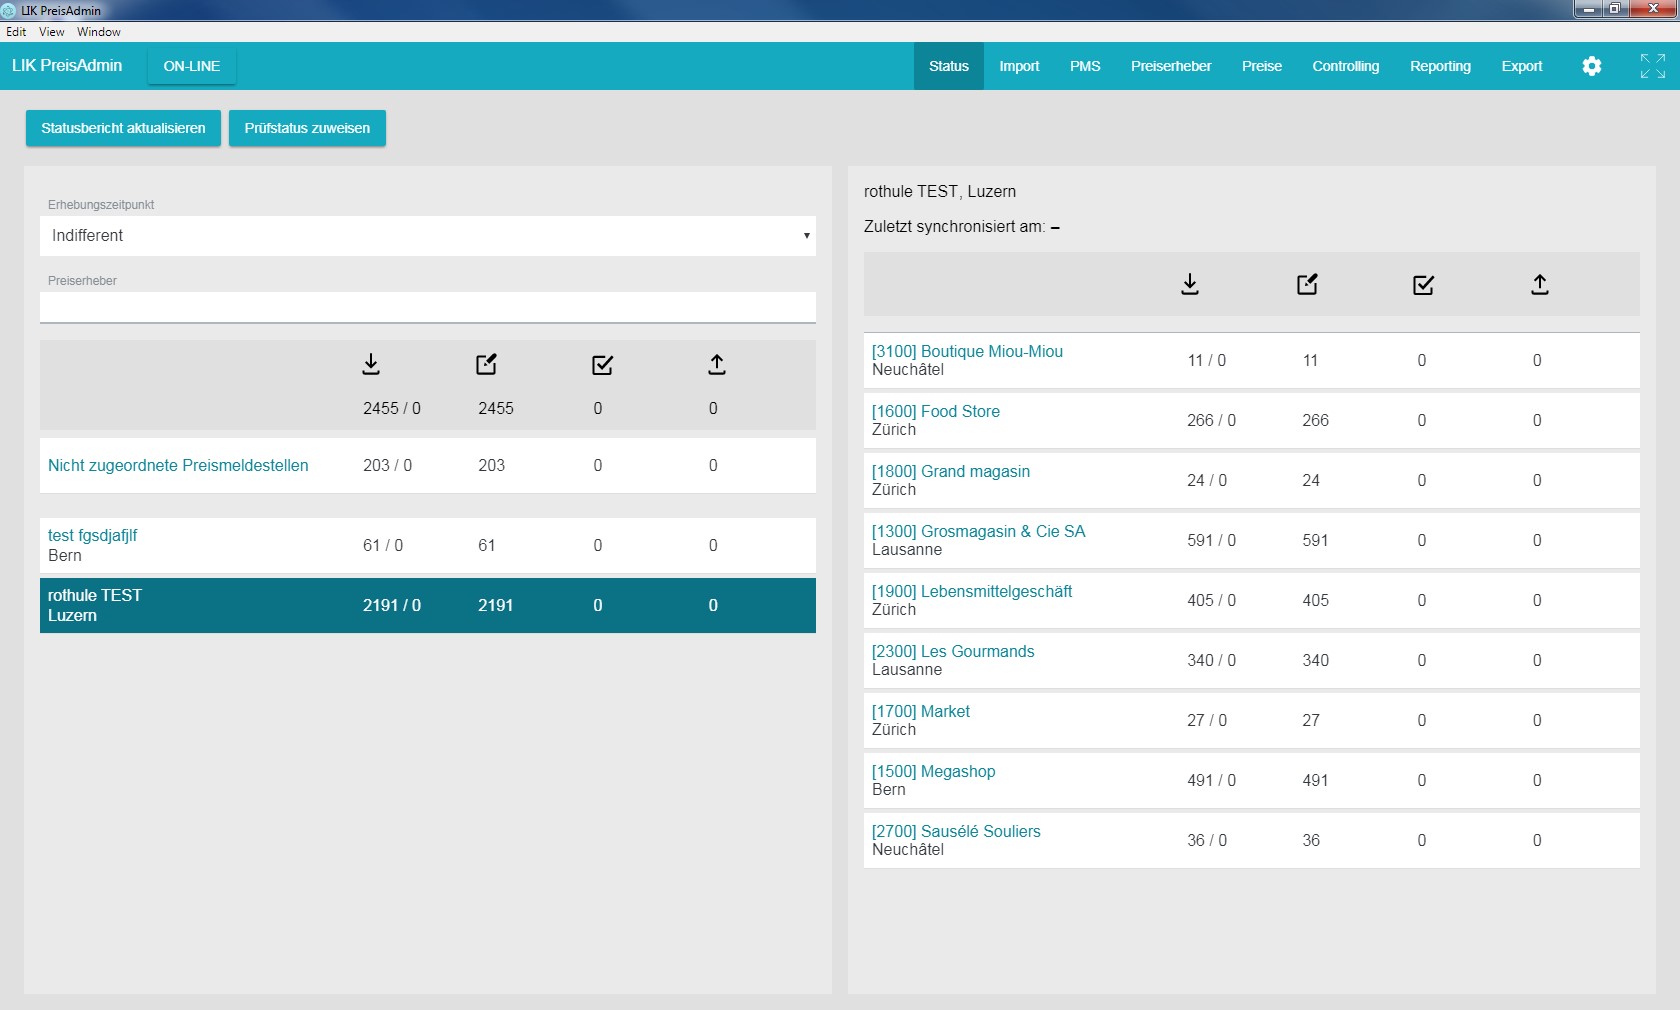 LIK PreisAdmin
Edit View Window
LIK PreisAdmin ON-LINE Status Import PMS Preiserheber Preise Controlling Reporting Export
Statusbericht aktualisieren Prüfstatus zuweisen
Erhebungszeitpunkt
Indifferent
Preiserheber
2455 / 0 2455 0 0
Nicht zugeordnete Preismeldestellen 203 / 0 203 0 0
test fgsdjafjlf
Bern
61 / 0 61 0 0
rothule TEST
Luzern
2191 / 0 2191 0 0
rothule TEST, Luzern
Zuletzt synchronisiert am: –
[3100] Boutique Miou-Miou
Neuchâtel
11 / 0 11 0 0
[1600] Food Store
Zürich
266 / 0 266 0 0
[1800] Grand magasin
Zürich
24 / 0 24 0 0
[1300] Grosmagasin & Cie SA
Lausanne
591 / 0 591 0 0
[1900] Lebensmittelgeschäft
Zürich
405 / 0 405 0 0
[2300] Les Gourmands
Lausanne
340 / 0 340 0 0
[1700] Market
Zürich
27 / 0 27 0 0
[1500] Megashop
Bern
491 / 0 491 0 0
[2700] Sausélé Souliers
Neuchâtel
36 / 0 36 0 0